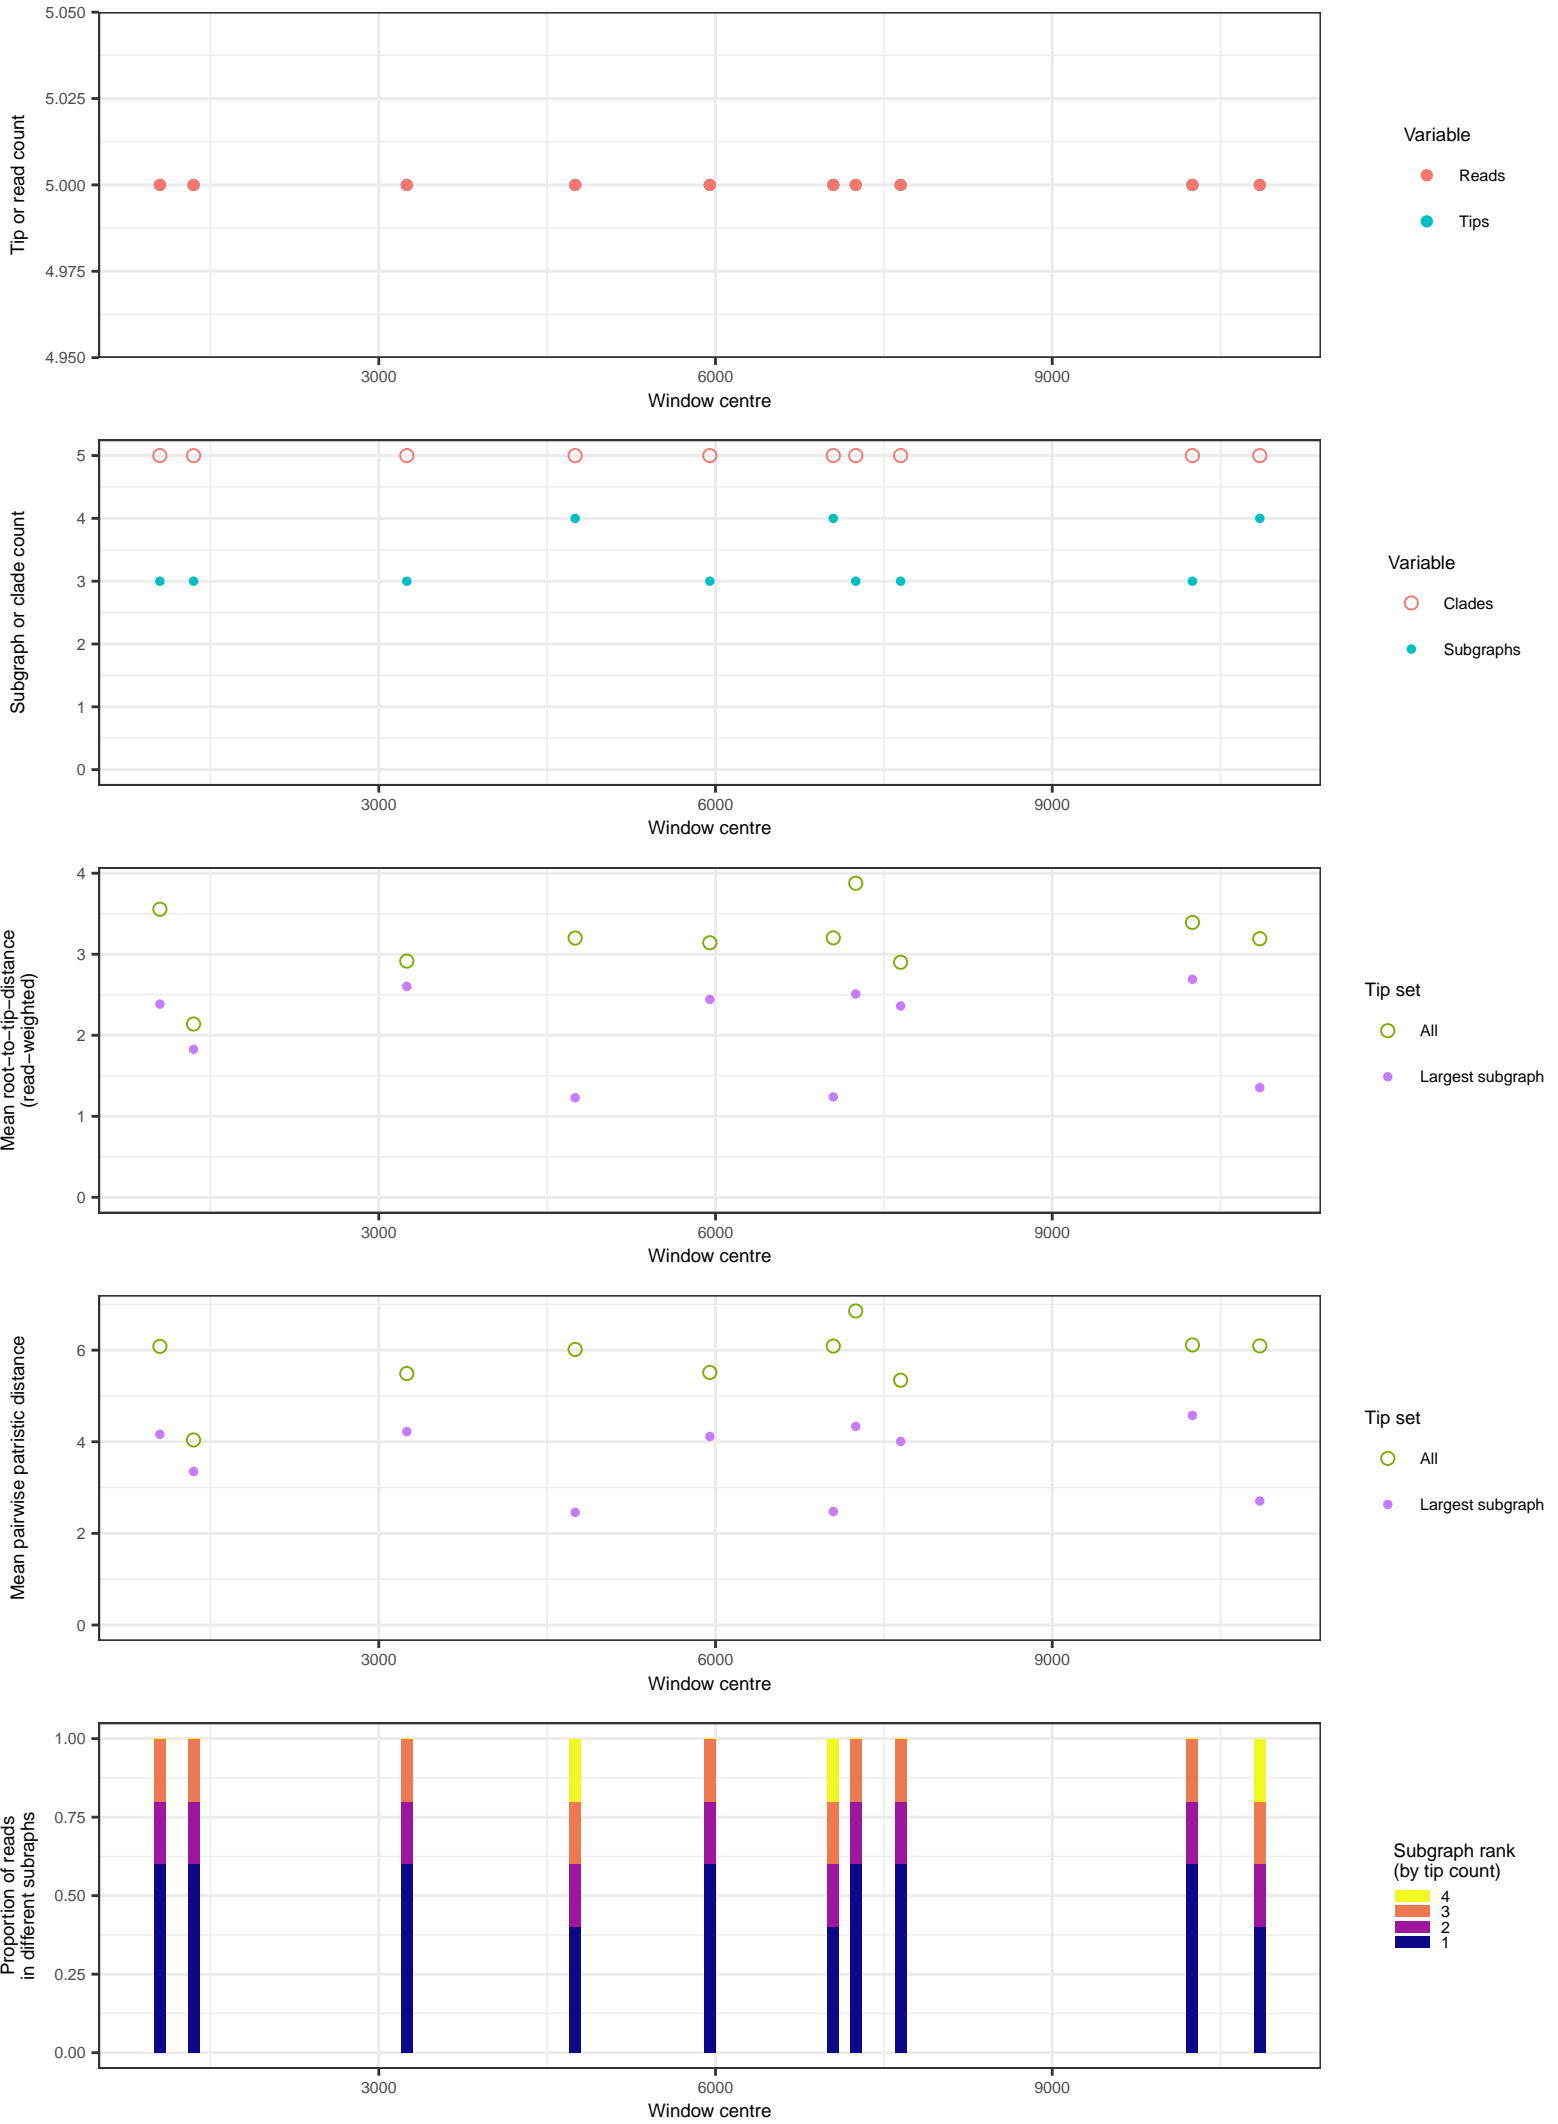 5.050
5.025
5.000
4.975
4.950
Tip or read count
3000
6000
9000
Window centre
Variable
Reads
Tips
5
4
3
2
1
0
Subgraph or clade count
3000
6000
9000
Window centre
Variable
Clades
Subgraphs
4
3
2
1
0
Mean root−to−tip−distance
(read−weighted)
3000
6000
9000
Window centre
Tip set
All
Largest subgraph
6
4
2
0
Mean pairwise patristic distance
3000
6000
9000
Window centre
Tip set
All
Largest subgraph
1.00
0.75
0.50
0.25
0.00
Proportion of reads
in different subraphs
3000
6000
9000
Window centre
Subgraph rank
(by tip count)
4
3
2
1